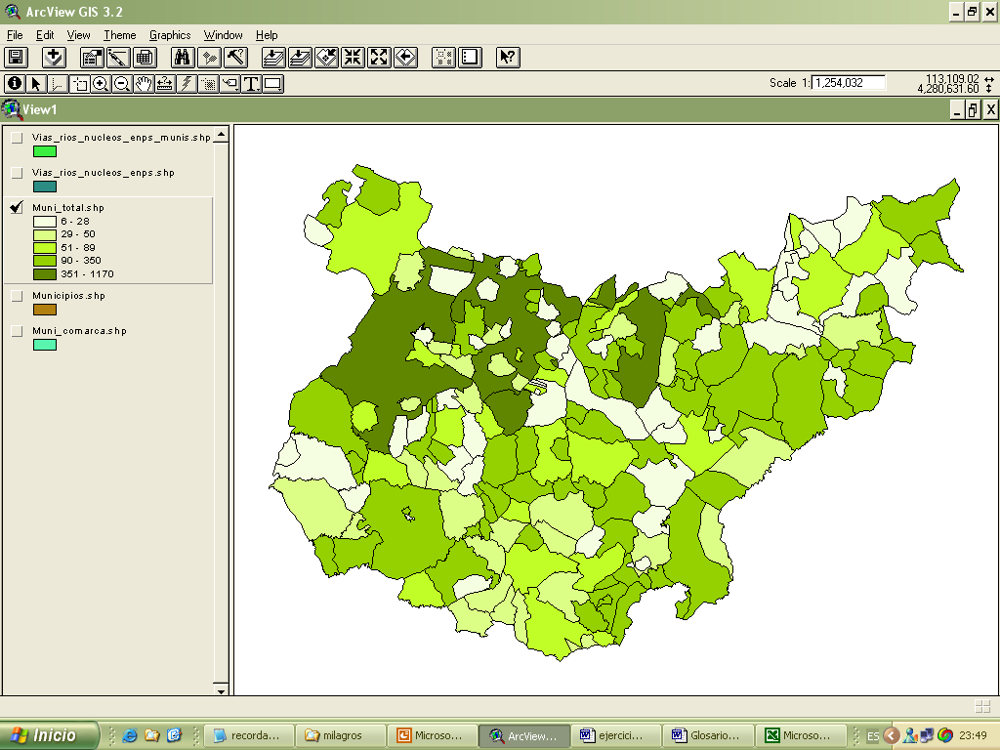 ArcView GIS 3.2
File Edit View Theme Graphics Window Help
Scale 1: 1,254,032 113,109.02
4,280,631.60
View1
Vias_rios_nucleos_enps_munis.shp
Vias_rios_nucleos_enps.shp
Muni_total.shp
6 - 28
29 - 50
51 - 89
90 - 350
351 - 1170
Municipios.shp
Muni_comarca.shp
Inicio recorda... milagros Microso... ArcView... ejercici... Glosario... Microso... ES 23:49